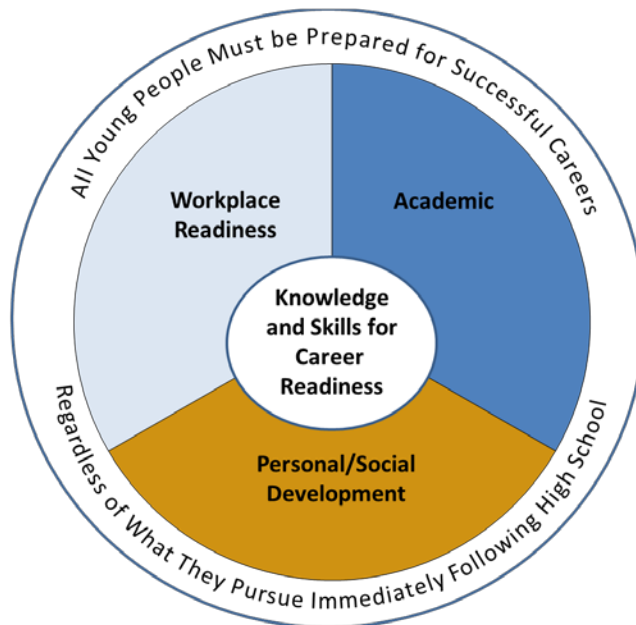 All Young People Must be Prepared for Successful Careers
Workplace
Readiness
Academic
Knowledge
and Skills for
Career
Readiness
Personal/Social
Development
Regardless of What They Pursue Immediately Following High School